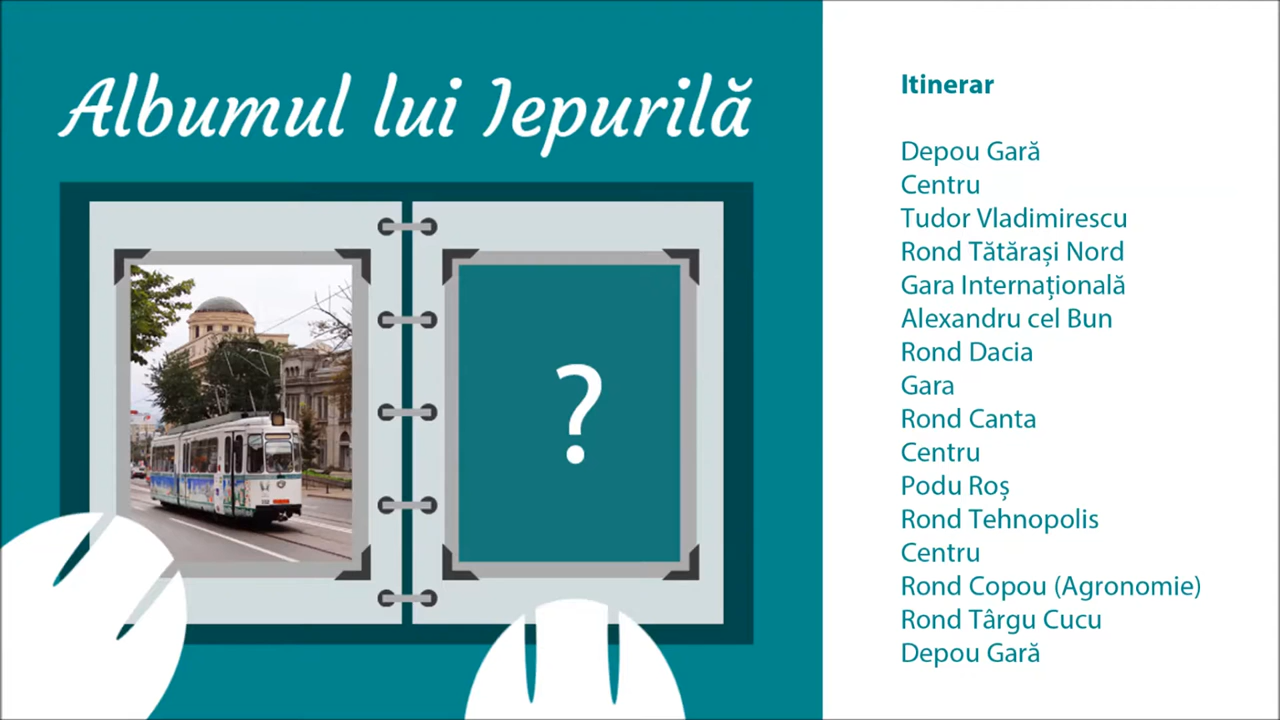 Albumul lui Iepurilă
?
Itinerar
Depou Gară
Centru
Tudor Vladimirescu
Rond Tătărași Nord
Gara Internațională
Alexandru cel Bun
Rond Dacia
Gara
Rond Canta
Centru
Podu Roș
Rond Tehnopolis
Centru
Rond Copou (Agronomie)
Rond Târgu Cucu
Depou Gară